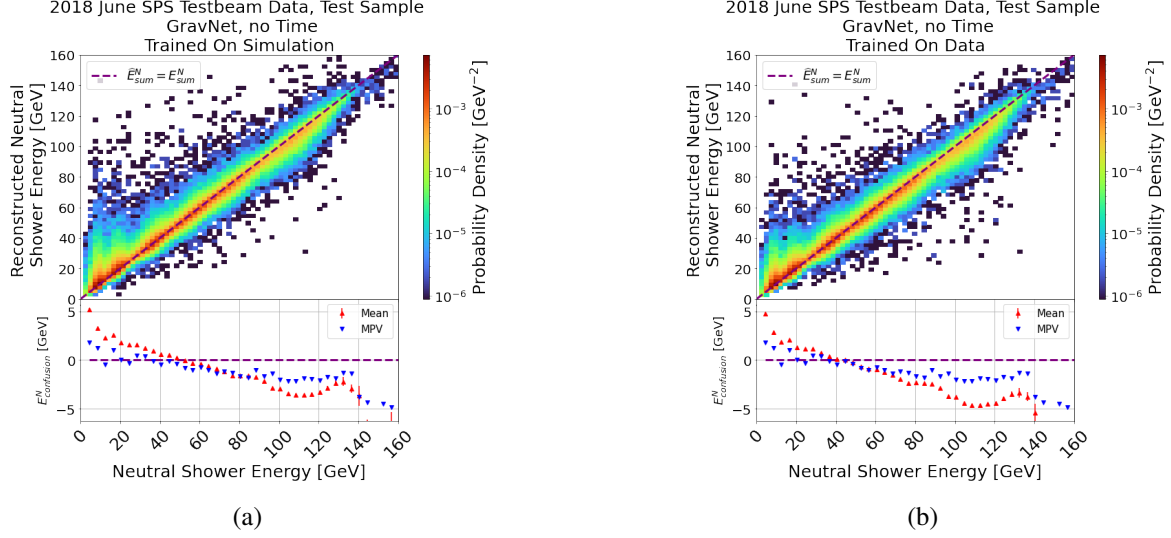 2018 June SPS Testbeam Data, Test Sample
GravNet, no Time
Trained On Simulation
Reconstructed Neutral
Shower Energy [GeV]
160
140
120
100
80
60
40
20
0
Ê^N_sum = E^N_sum
10^−3
10^−4
10^−5
10^−6
Probability Density [GeV^−2]
E^N_confusion [GeV]
5
0
−5
Mean
MPV
0 20 40 60 80 100 120 140 160
Neutral Shower Energy [GeV]
(a)
2018 June SPS Testbeam Data, Test Sample
GravNet, no Time
Trained On Data
Reconstructed Neutral
Shower Energy [GeV]
160
140
120
100
80
60
40
20
0
Ê^N_sum = E^N_sum
10^−3
10^−4
10^−5
10^−6
Probability Density [GeV^−2]
E^N_confusion [GeV]
5
0
−5
Mean
MPV
0 20 40 60 80 100 120 140 160
Neutral Shower Energy [GeV]
(b)